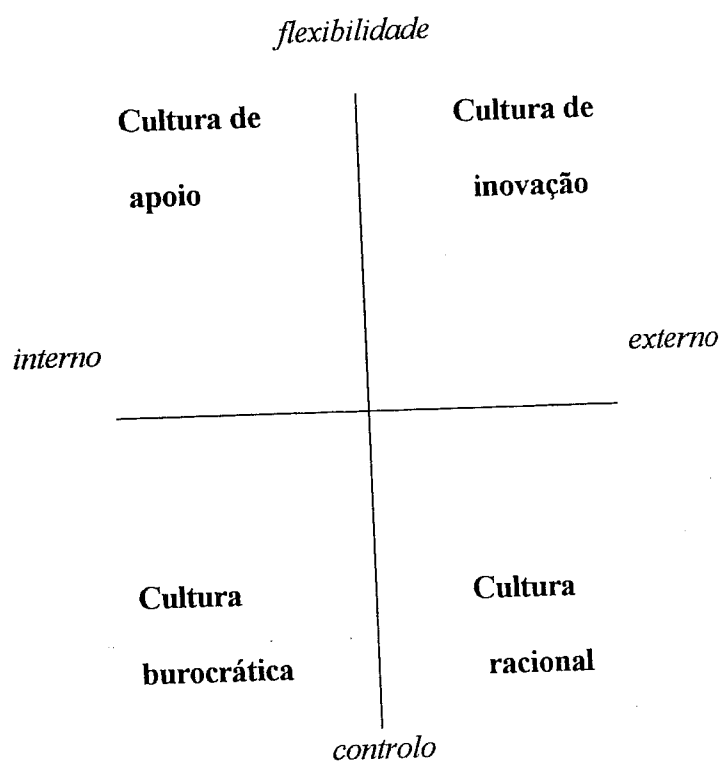 flexibilidade
Cultura de
apoio
Cultura de
inovação
interno
externo
Cultura
burocrática
Cultura
racional
controlo